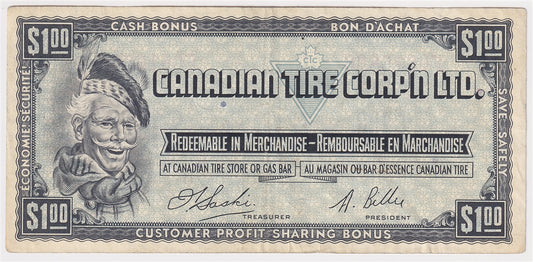 $1.00 CASH BONUS BON D'ACHAT $1.00
CTC
CANADIAN TIRE CORP'N LTD.
ÉCONOMIE-SÉCURITÉ
SAVE-SAFELY
REDEEMABLE IN MERCHANDISE – REMBOURSABLE EN MARCHANDISE
AT CANADIAN TIRE STORE OR GAS BAR AU MAGASIN OU BAR D'ESSENCE CANADIAN TIRE
TREASURER PRESIDENT
$1.00 CUSTOMER PROFIT SHARING BONUS $1.00